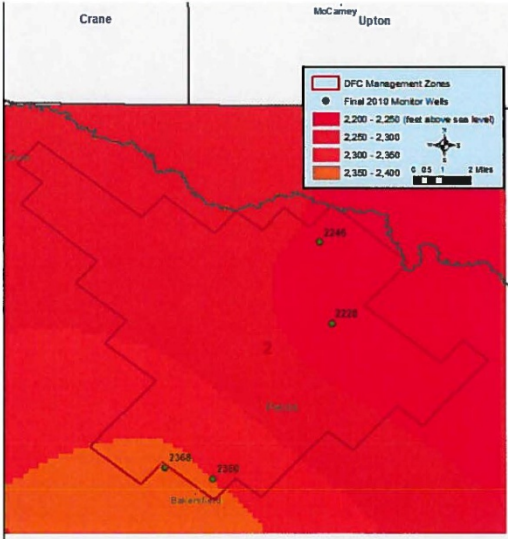 McCamey
Crane
Upton
DFC Management Zones
Final 2010 Monitor Wells
2,200 - 2,250 (feet above sea level)
2,250 - 2,300
2,300 - 2,350
2,350 - 2,400
N
W
E
S
0 0.5 1 2 Miles
2246
2228
2
Pecos
2368
Bakersfield